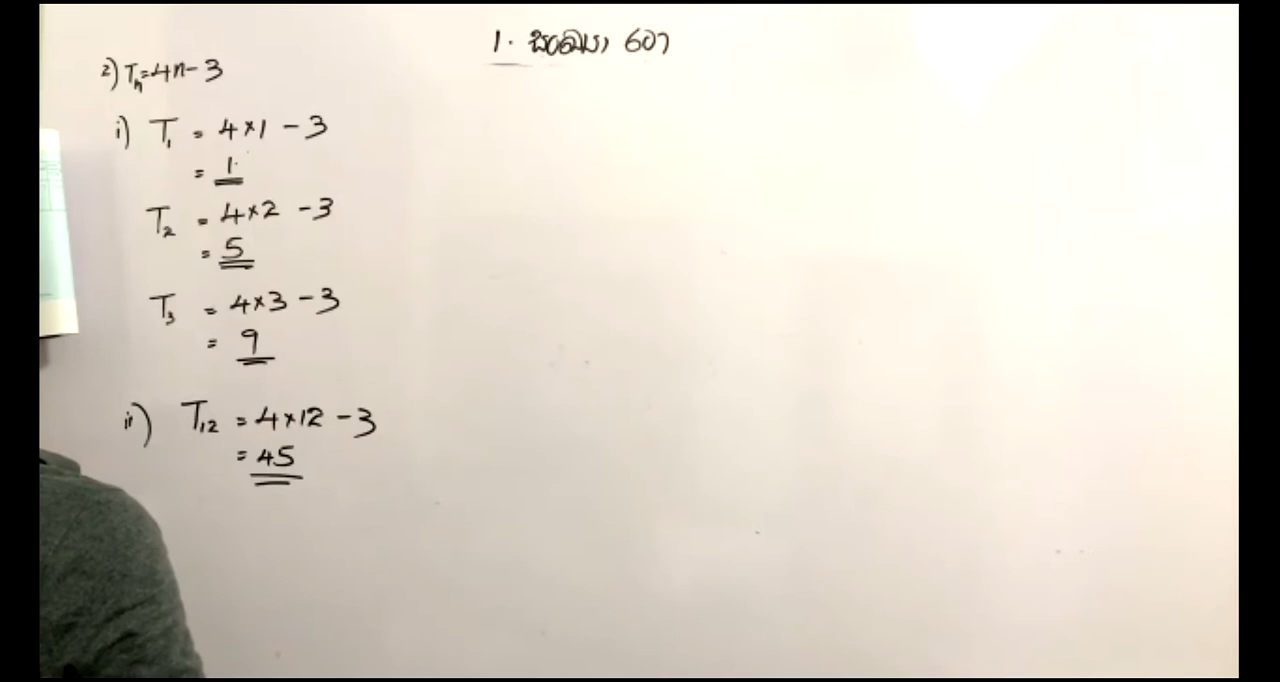 1. සංඛ්‍යා රටා
2) Tₙ = 4n - 3
i) T₁ = 4×1 - 3
= 1
T₂ = 4×2 - 3
= 5
T₃ = 4×3 - 3
= 9
ii) T₁₂ = 4×12 - 3
= 45